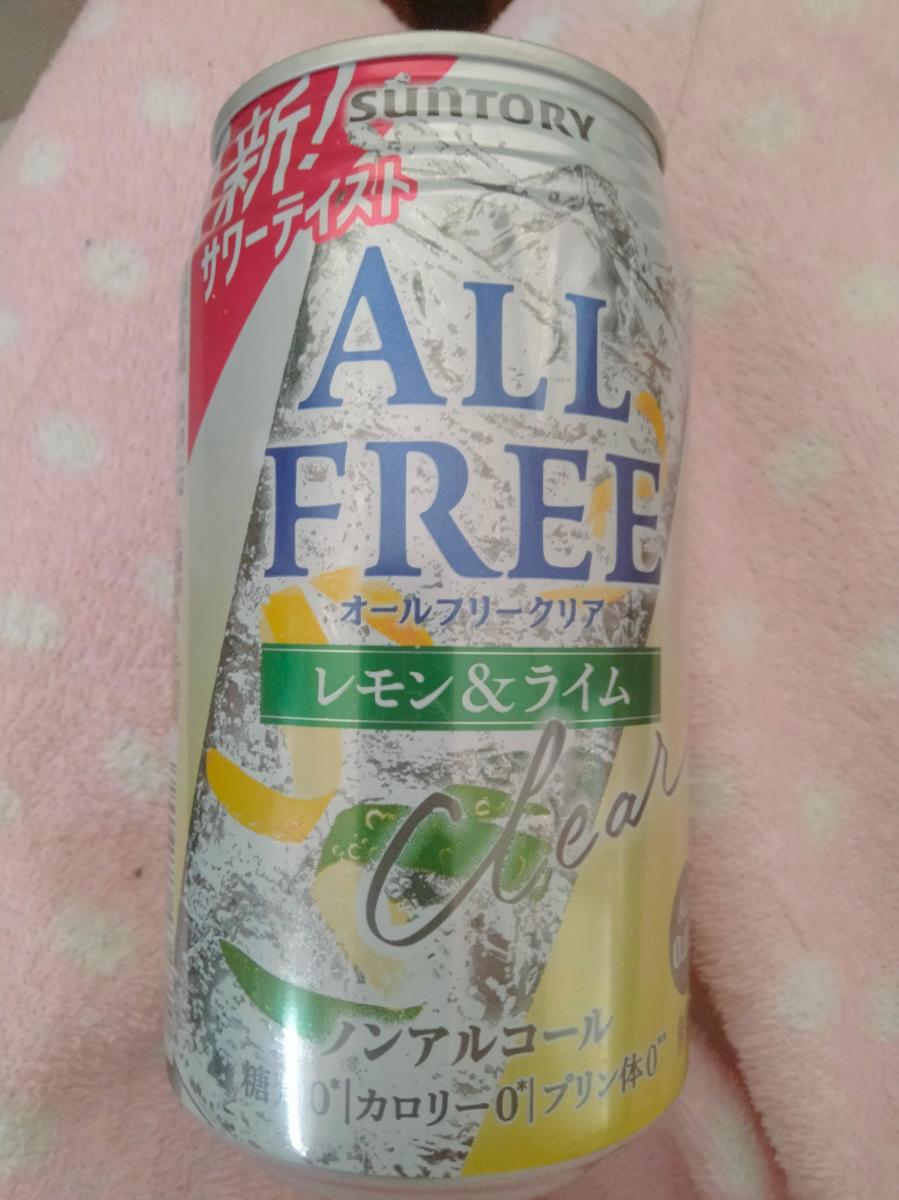 SUNTORY
新!
サワーテイスト
ALL
FREE
オールフリークリア
レモン&ライム
Clear
ノンアルコール
糖 0*|カロリー0*|プリン体0**